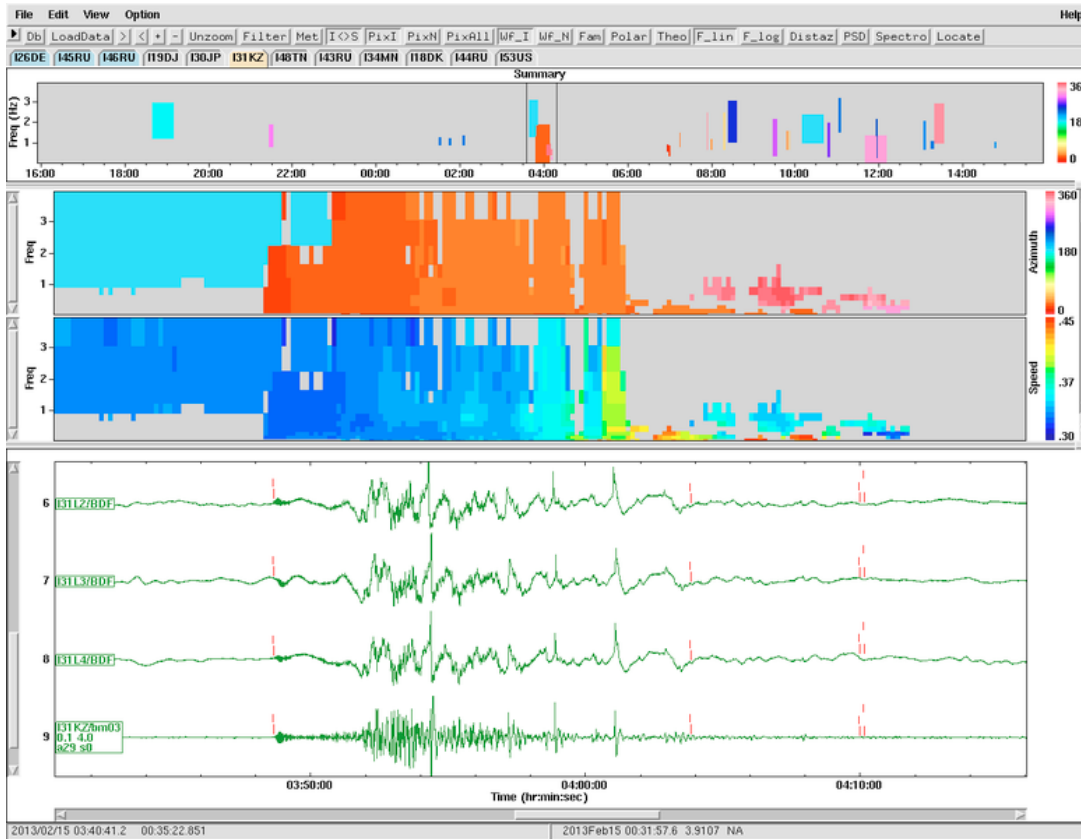 File Edit View Option Help
Db LoadData > < + - Unzoom Filter Met I<>S PixI PixN PixAll Wf_I Wf_N Fam Polar Theo F_lin F_log Distaz PSD Spectro Locate
I26DE I45RU I46RU I19DJ I30JP I31KZ I48TN I43RU I34MN I18DK I44RU I53US
Summary
Freq (Hz)
3
2
1
36
18
0
16:00 18:00 20:00 22:00 00:00 02:00 04:00 06:00 08:00 10:00 12:00 14:00
Freq
3
2
1
360
180
0
Azimuth
Freq
3
2
1
.45
.37
.30
Speed
6 I31L2/BDF
7 I31L3/BDF
8 I31L4/BDF
9 I31KZ/bm03
0.1 4.0
a29 s0
03:50:00 04:00:00 04:10:00
Time (hr:min:sec)
2013/02/15 03:40:41.2 00:35:22.851 2013Feb15 00:31:57.6 3.9107 NA